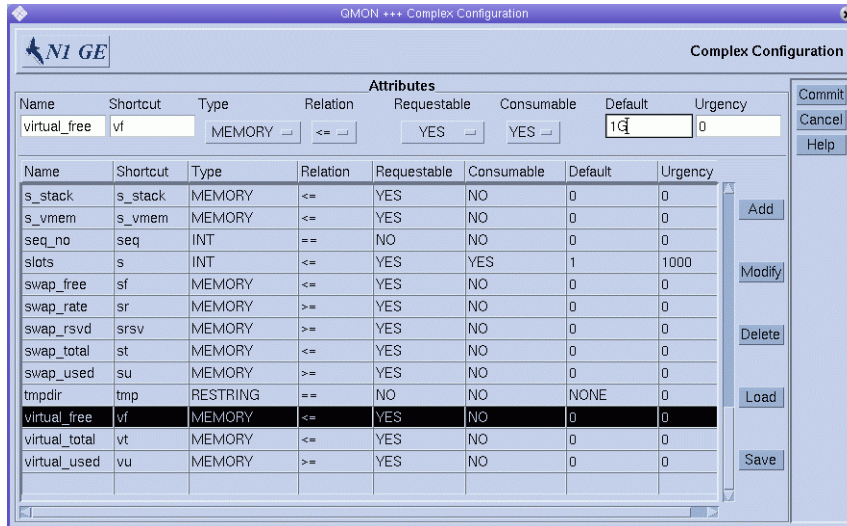 QMON +++ Complex Configuration
N1 GE
Complex Configuration
Attributes
Name Shortcut Type Relation Requestable Consumable Default Urgency
virtual_free vf MEMORY <= YES YES 1G 0
Commit
Cancel
Help
Name Shortcut Type Relation Requestable Consumable Default Urgency
s_stack s_stack MEMORY <= YES NO 0 0
s_vmem s_vmem MEMORY <= YES NO 0 0
seq_no seq INT == NO NO 0 0
slots s INT <= YES YES 1 1000
swap_free sf MEMORY <= YES NO 0 0
swap_rate sr MEMORY >= YES NO 0 0
swap_rsvd srsv MEMORY >= YES NO 0 0
swap_total st MEMORY <= YES NO 0 0
swap_used su MEMORY >= YES NO 0 0
tmpdir tmp RESTRING == NO NO NONE 0
virtual_free vf MEMORY <= YES NO 0 0
virtual_total vt MEMORY <= YES NO 0 0
virtual_used vu MEMORY >= YES NO 0 0
Add
Modify
Delete
Load
Save